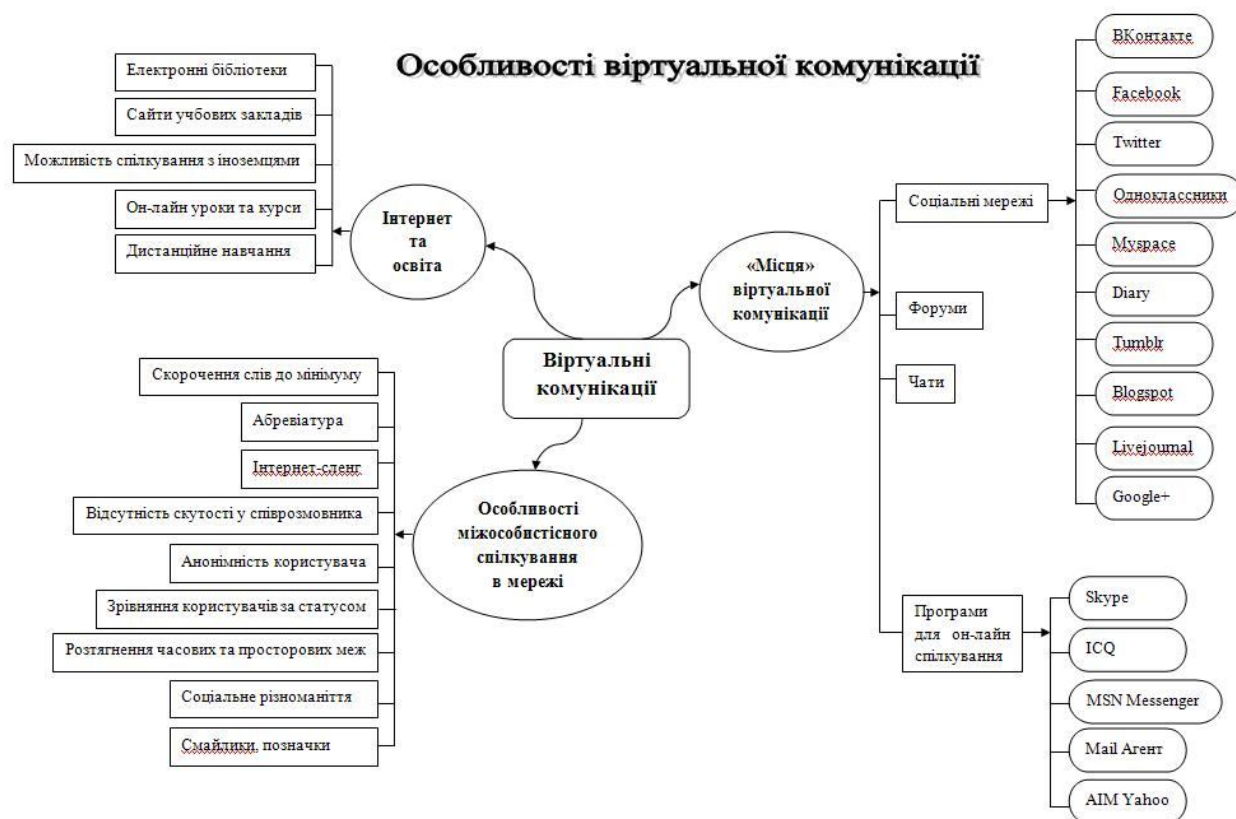 Особливості віртуальної комунікації
Електронні бібліотеки
Сайти учбових закладів
Можливість спілкування з іноземцями
Он-лайн уроки та курси
Дистанційне навчання
Інтернет
та
освіта
Віртуальні
комунікації
«Місця»
віртуальної
комунікації
Соціальні мережі
Форуми
Чати
Програми
для он-лайн
спілкування
ВКонтакте
Facebook
Twitter
Одноклассники
Myspace
Diary
Tumblr
Blogspot
Livejournal
Google+
Skype
ICQ
MSN Messenger
Mail Агент
AIM Yahoo
Особливості
міжособистісного
спілкування
в мережі
Скорочення слів до мінімуму
Абревіатура
Інтернет-сленг
Відсутність скутості у співрозмовника
Анонімність користувача
Зрівняння користувачів за статусом
Розтягнення часових та просторових меж
Соціальне різноманіття
Смайлики, позначки